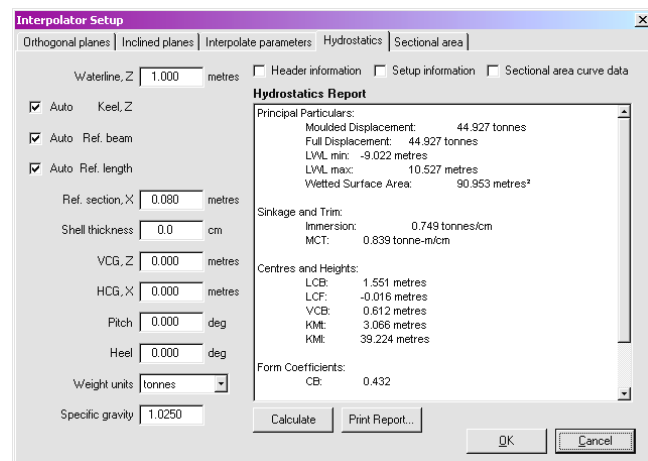 Interpolator Setup
Orthogonal planes Inclined planes Interpolate parameters Hydrostatics Sectional area
Waterline, Z 1.000 metres
Auto Keel, Z
Auto Ref. beam
Auto Ref. length
Ref. section, X 0.080 metres
Shell thickness 0.0 cm
VCG, Z 0.000 metres
HCG, X 0.000 metres
Pitch 0.000 deg
Heel 0.000 deg
Weight units tonnes
Specific gravity 1.0250
Header information Setup information Sectional area curve data
Hydrostatics Report
Principal Particulars:
Moulded Displacement: 44.927 tonnes
Full Displacement: 44.927 tonnes
LWL min: -9.022 metres
LWL max: 10.527 metres
Wetted Surface Area: 90.953 metres²
Sinkage and Trim:
Immersion: 0.749 tonnes/cm
MCT: 0.839 tonne-m/cm
Centres and Heights:
LCB: 1.551 metres
LCF: -0.016 metres
VCB: 0.612 metres
KMt: 3.066 metres
KMl: 39.224 metres
Form Coefficients:
CB: 0.432
Calculate Print Report...
OK Cancel